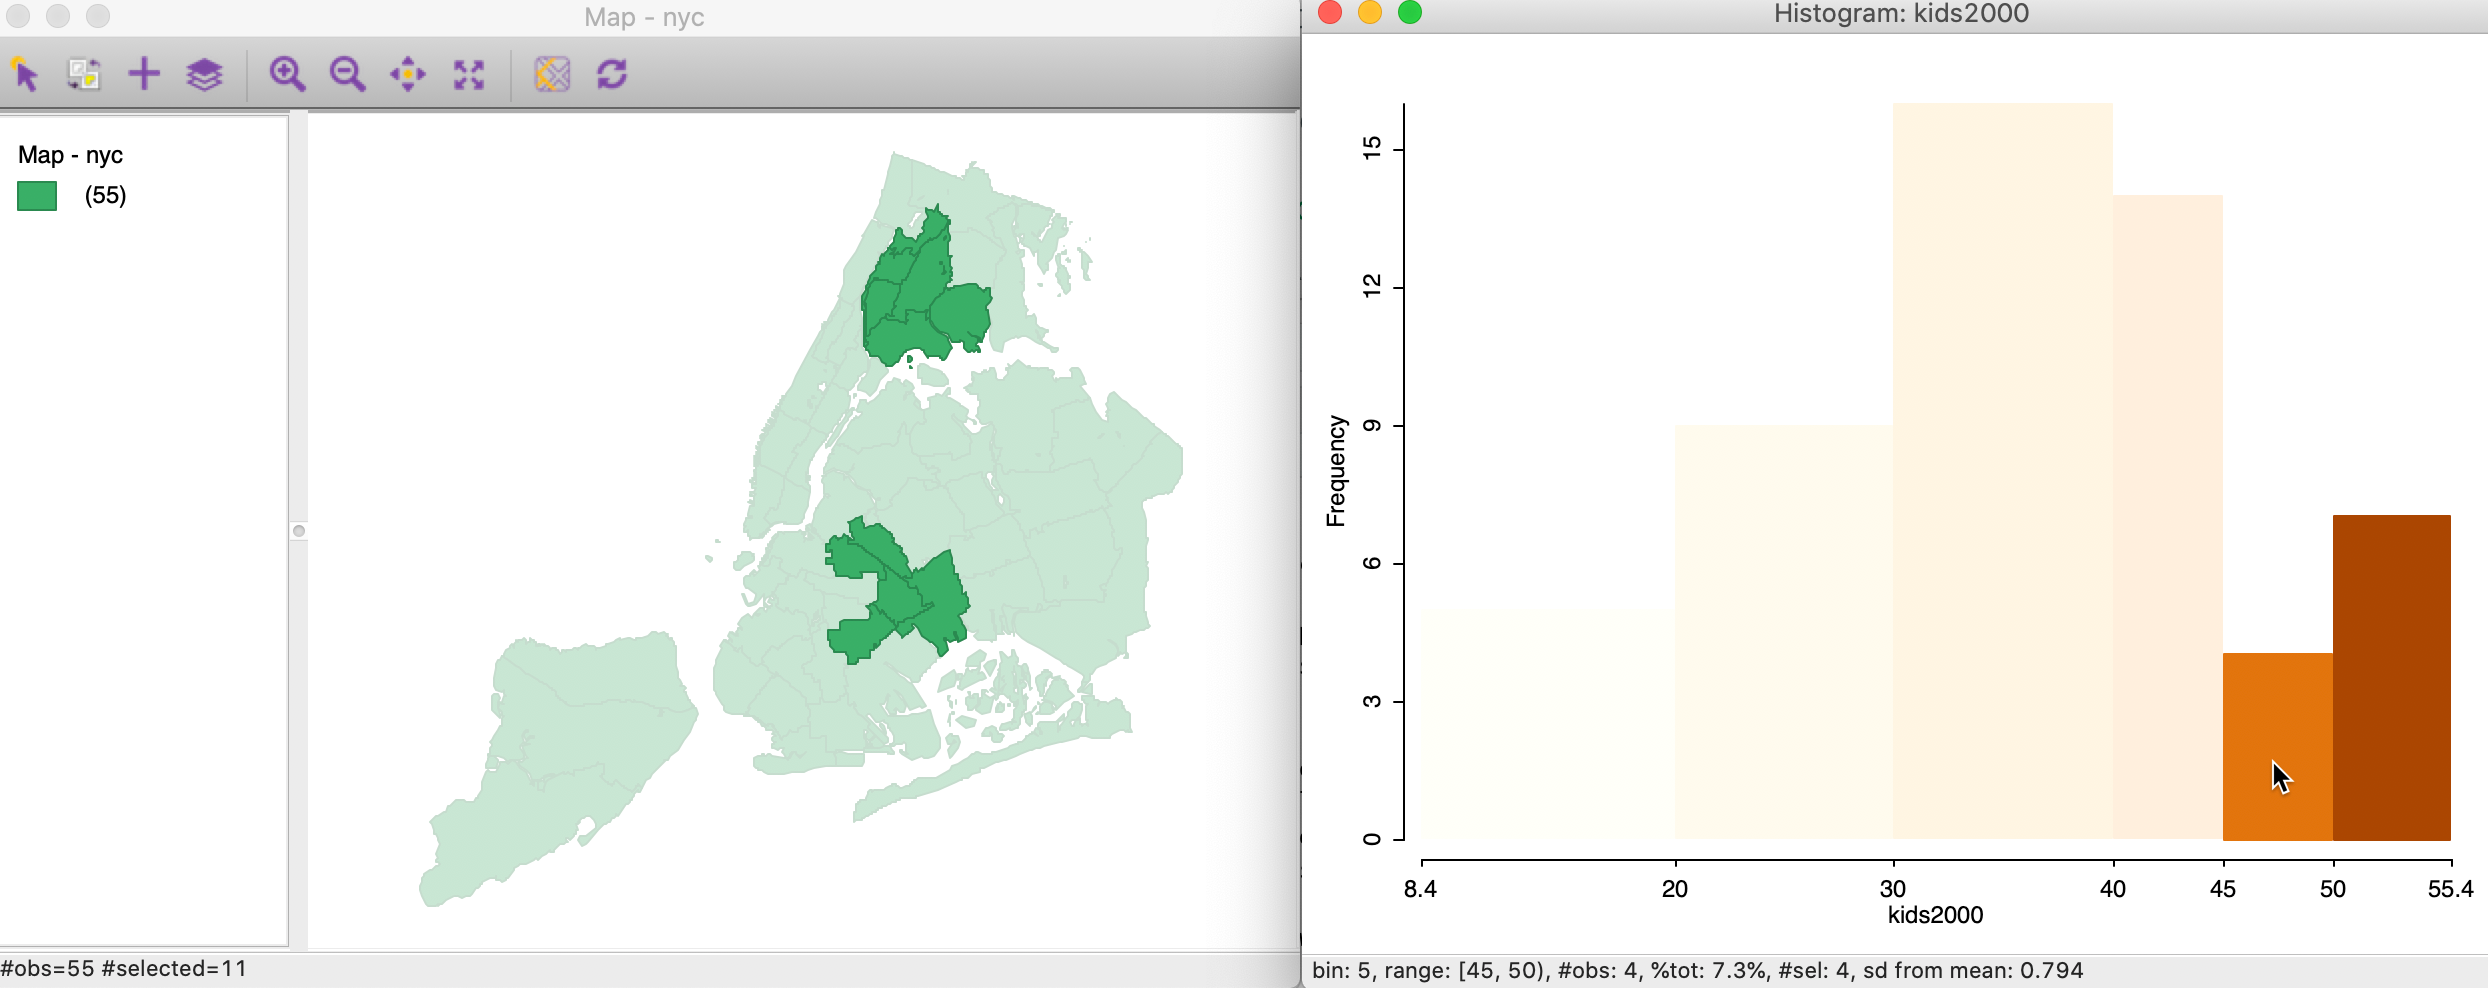 Map - nyc
Map - nyc
(55)
#obs=55 #selected=11
Histogram: kids2000
Frequency
15
12
9
6
3
0
8.4 20 30 40 45 50 55.4
kids2000
bin: 5, range: [45, 50), #obs: 4, %tot: 7.3%, #sel: 4, sd from mean: 0.794